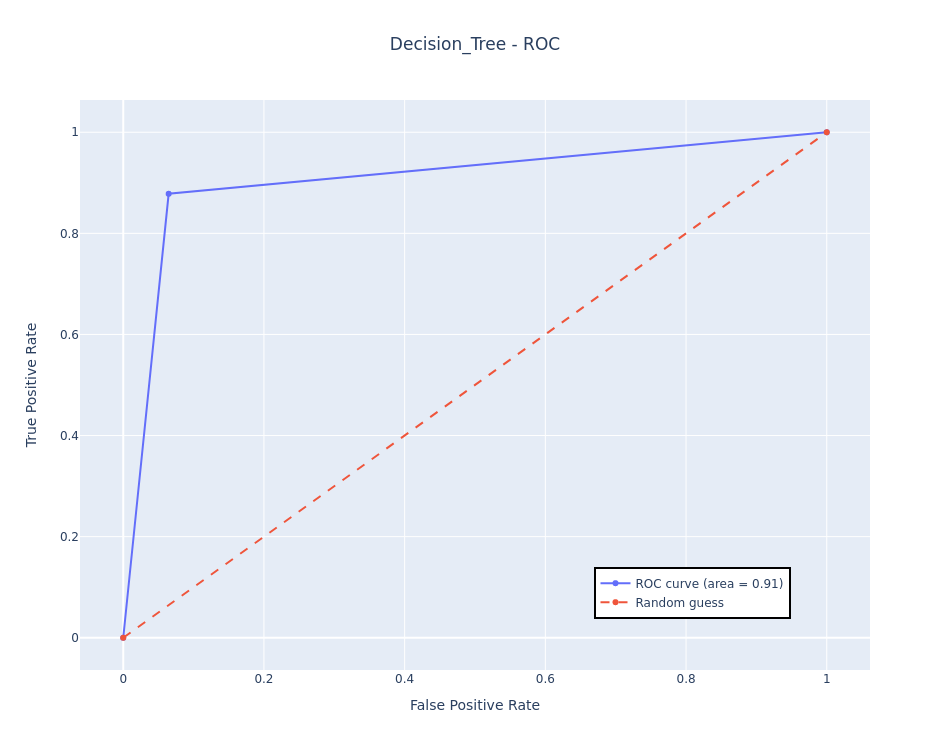 Decision_Tree - ROC
1
0.8
0.6
0.4
0.2
0
True Positive Rate
ROC curve (area = 0.91)
Random guess
0 0.2 0.4 0.6 0.8 1
False Positive Rate